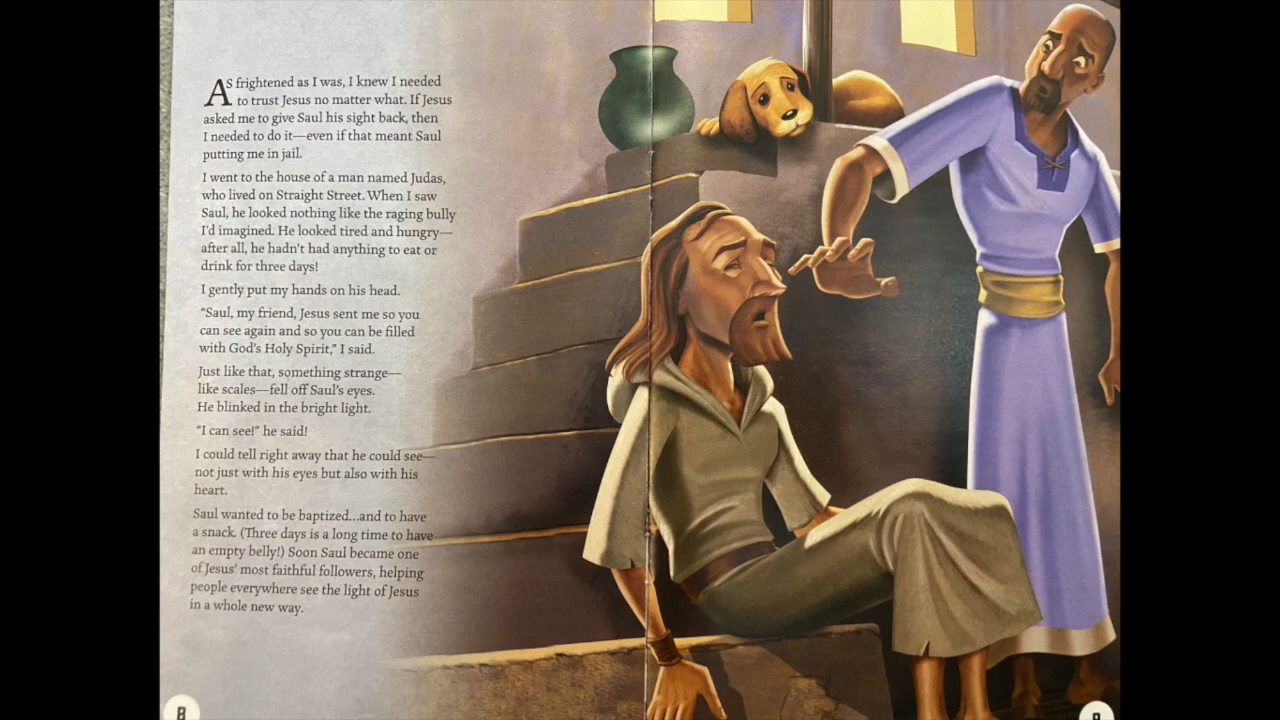 As frightened as I was, I knew I needed
to trust Jesus no matter what. If Jesus
asked me to give Saul his sight back, then
I needed to do it—even if that meant Saul
putting me in jail.
I went to the house of a man named Judas,
who lived on Straight Street. When I saw
Saul, he looked nothing like the raging bully
I'd imagined. He looked tired and hungry—
after all, he hadn't had anything to eat or
drink for three days!
I gently put my hands on his head.
“Saul, my friend, Jesus sent me so you
can see again and so you can be filled
with God's Holy Spirit,” I said.
Just like that, something strange—
like scales—fell off Saul's eyes.
He blinked in the bright light.
“I can see!” he said!
I could tell right away that he could see—
not just with his eyes but also with his
heart.
Saul wanted to be baptized...and to have
a snack. (Three days is a long time to have
an empty belly!) Soon Saul became one
of Jesus' most faithful followers, helping
people everywhere see the light of Jesus
in a whole new way.